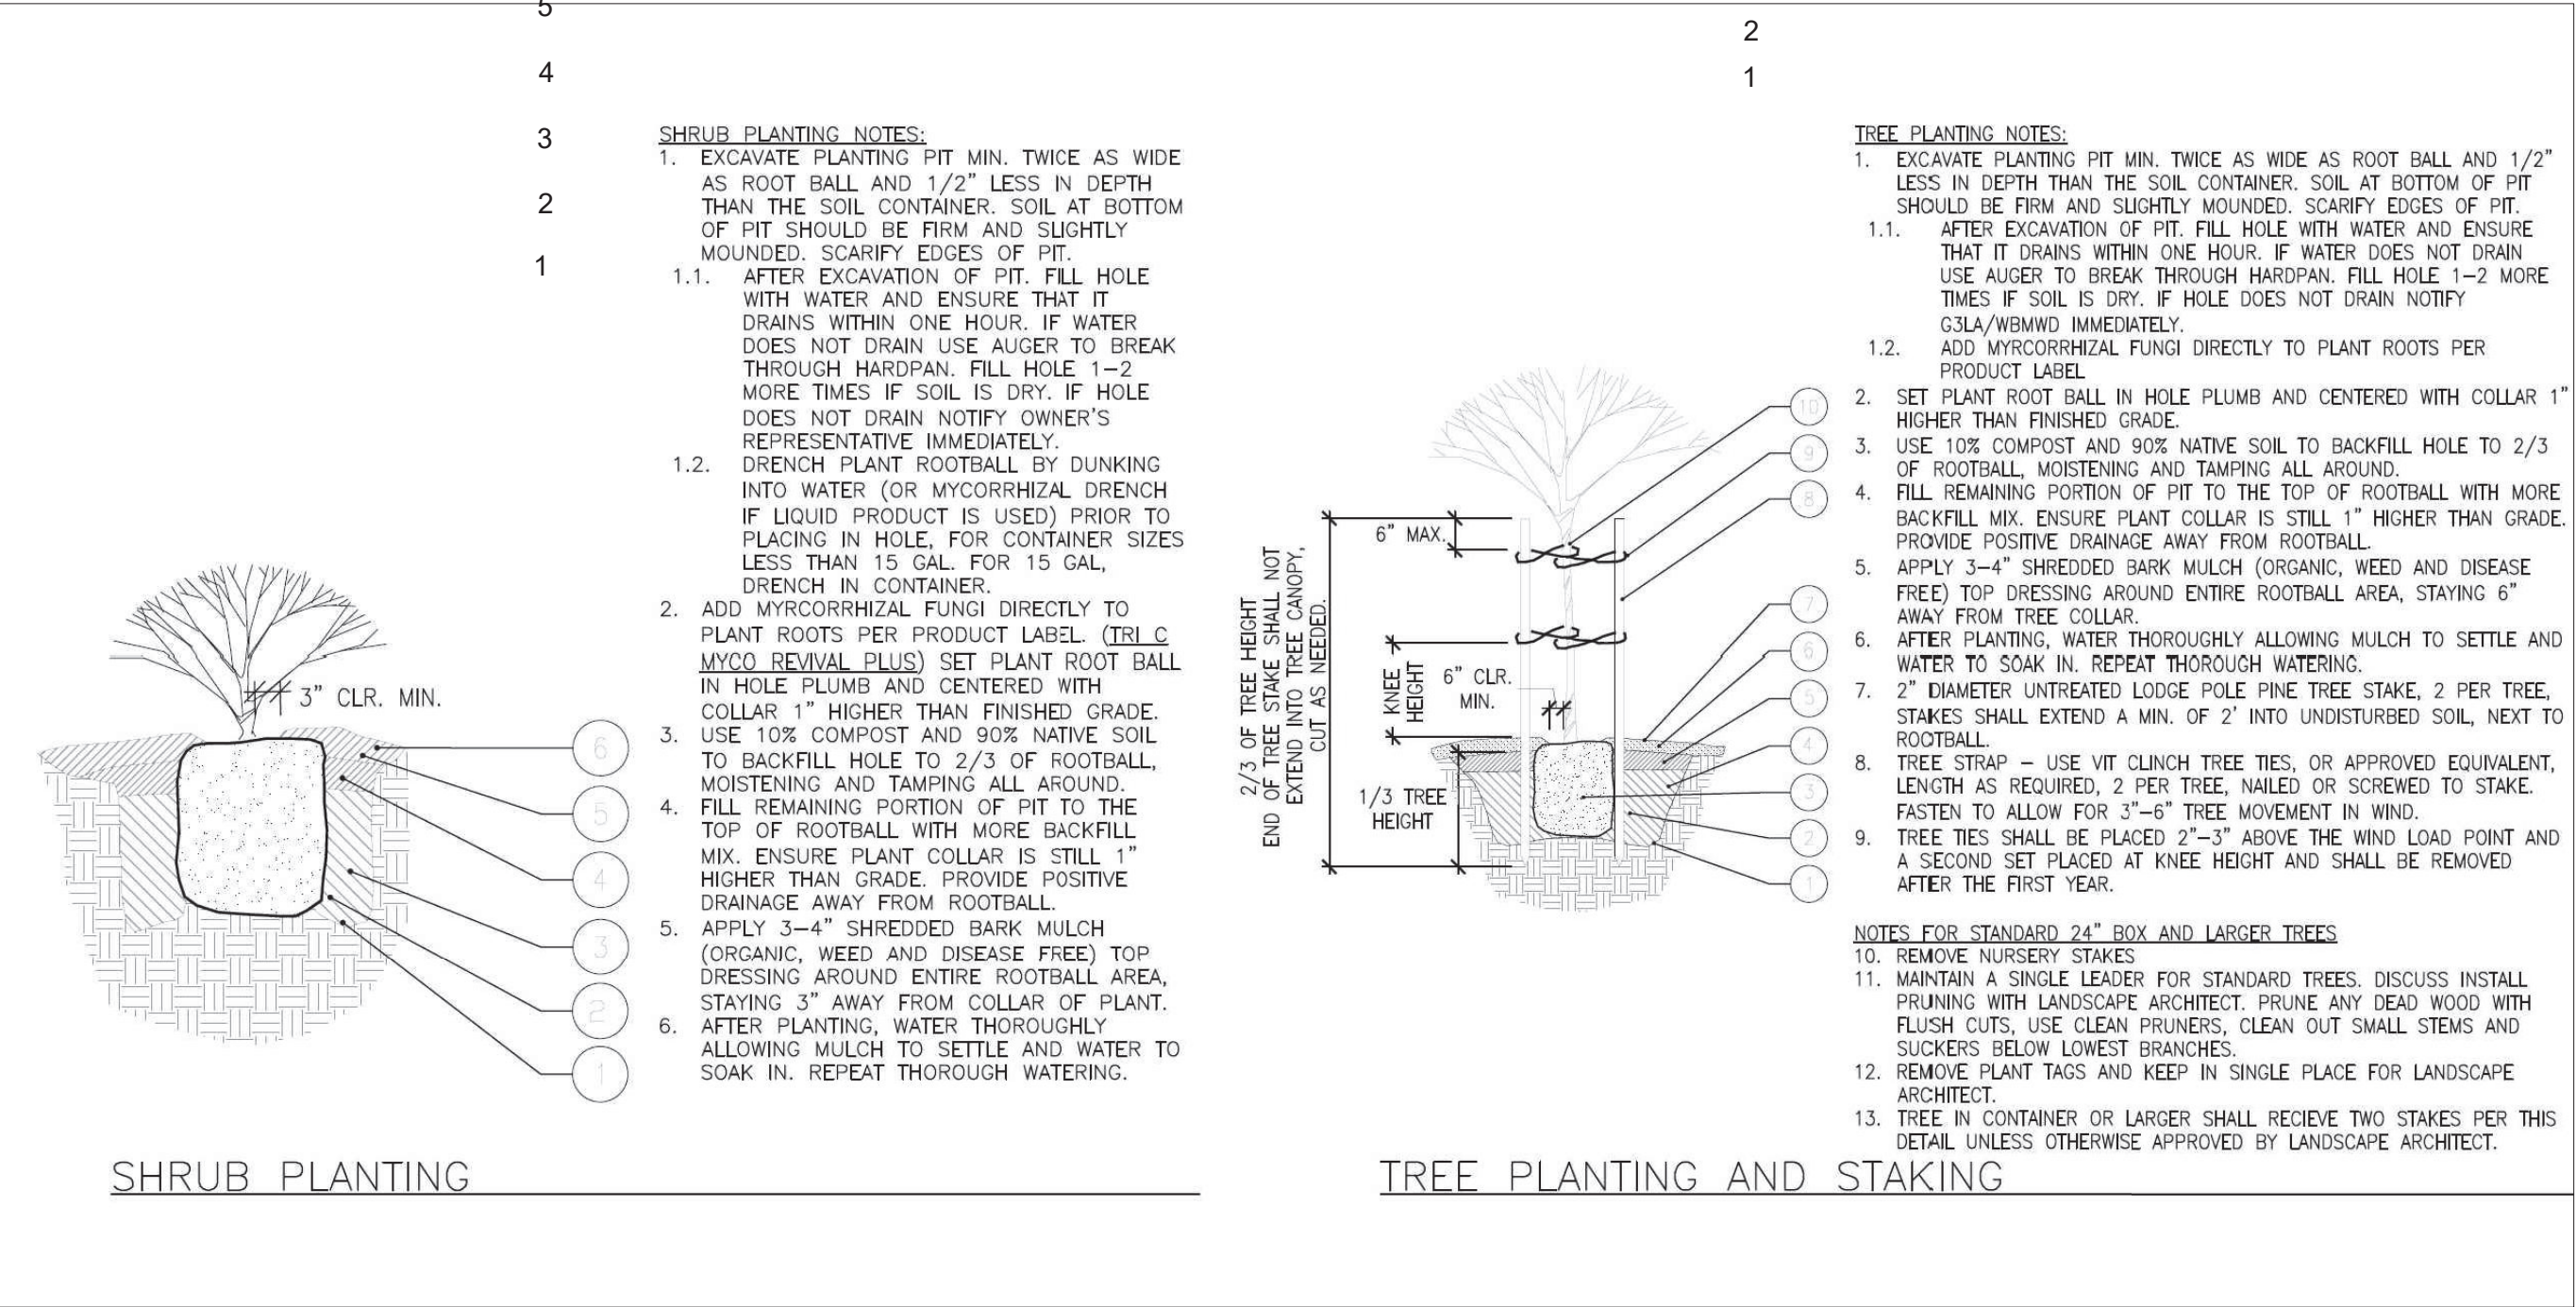 5
4
3
2
1
SHRUB PLANTING NOTES:
1. EXCAVATE PLANTING PIT MIN. TWICE AS WIDE
AS ROOT BALL AND 1/2" LESS IN DEPTH
THAN THE SOIL CONTAINER. SOIL AT BOTTOM
OF PIT SHOULD BE FIRM AND SLIGHTLY
MOUNDED. SCARIFY EDGES OF PIT.
1.1. AFTER EXCAVATION OF PIT. FILL HOLE
WITH WATER AND ENSURE THAT IT
DRAINS WITHIN ONE HOUR. IF WATER
DOES NOT DRAIN USE AUGER TO BREAK
THROUGH HARDPAN. FILL HOLE 1-2
MORE TIMES IF SOIL IS DRY. IF HOLE
DOES NOT DRAIN NOTIFY OWNER'S
REPRESENTATIVE IMMEDIATELY.
1.2. DRENCH PLANT ROOTBALL BY DUNKING
INTO WATER (OR MYCORRHIZAL DRENCH
IF LIQUID PRODUCT IS USED) PRIOR TO
PLACING IN HOLE, FOR CONTAINER SIZES
LESS THAN 15 GAL. FOR 15 GAL,
DRENCH IN CONTAINER.
2. ADD MYRCORRHIZAL FUNGI DIRECTLY TO
PLANT ROOTS PER PRODUCT LABEL. (TRI C
MYCO REVIVAL PLUS) SET PLANT ROOT BALL
IN HOLE PLUMB AND CENTERED WITH
COLLAR 1" HIGHER THAN FINISHED GRADE.
3. USE 10% COMPOST AND 90% NATIVE SOIL
TO BACKFILL HOLE TO 2/3 OF ROOTBALL,
MOISTENING AND TAMPING ALL AROUND.
4. FILL REMAINING PORTION OF PIT TO THE
TOP OF ROOTBALL WITH MORE BACKFILL
MIX. ENSURE PLANT COLLAR IS STILL 1"
HIGHER THAN GRADE. PROVIDE POSITIVE
DRAINAGE AWAY FROM ROOTBALL.
5. APPLY 3-4" SHREDDED BARK MULCH
(ORGANIC, WEED AND DISEASE FREE) TOP
DRESSING AROUND ENTIRE ROOTBALL AREA,
STAYING 3" AWAY FROM COLLAR OF PLANT.
6. AFTER PLANTING, WATER THOROUGHLY
ALLOWING MULCH TO SETTLE AND WATER TO
SOAK IN. REPEAT THOROUGH WATERING.
3" CLR. MIN.
6
5
4
3
2
1
SHRUB PLANTING
2
1
TREE PLANTING NOTES:
1. EXCAVATE PLANTING PIT MIN. TWICE AS WIDE AS ROOT BALL AND 1/2"
LESS IN DEPTH THAN THE SOIL CONTAINER. SOIL AT BOTTOM OF PIT
SHOULD BE FIRM AND SLIGHTLY MOUNDED. SCARIFY EDGES OF PIT.
1.1. AFTER EXCAVATION OF PIT. FILL HOLE WITH WATER AND ENSURE
THAT IT DRAINS WITHIN ONE HOUR. IF WATER DOES NOT DRAIN
USE AUGER TO BREAK THROUGH HARDPAN. FILL HOLE 1-2 MORE
TIMES IF SOIL IS DRY. IF HOLE DOES NOT DRAIN NOTIFY
G3LA/WBMWD IMMEDIATELY.
1.2. ADD MYRCORRHIZAL FUNGI DIRECTLY TO PLANT ROOTS PER
PRODUCT LABEL
2. SET PLANT ROOT BALL IN HOLE PLUMB AND CENTERED WITH COLLAR 1"
HIGHER THAN FINISHED GRADE.
3. USE 10% COMPOST AND 90% NATIVE SOIL TO BACKFILL HOLE TO 2/3
OF ROOTBALL, MOISTENING AND TAMPING ALL AROUND.
4. FILL REMAINING PORTION OF PIT TO THE TOP OF ROOTBALL WITH MORE
BACKFILL MIX. ENSURE PLANT COLLAR IS STILL 1" HIGHER THAN GRADE.
PROVIDE POSITIVE DRAINAGE AWAY FROM ROOTBALL.
5. APPLY 3-4" SHREDDED BARK MULCH (ORGANIC, WEED AND DISEASE
FREE) TOP DRESSING AROUND ENTIRE ROOTBALL AREA, STAYING 6"
AWAY FROM TREE COLLAR.
6. AFTER PLANTING, WATER THOROUGHLY ALLOWING MULCH TO SETTLE AND
WATER TO SOAK IN. REPEAT THOROUGH WATERING.
7. 2" DIAMETER UNTREATED LODGE POLE PINE TREE STAKE, 2 PER TREE,
STAKES SHALL EXTEND A MIN. OF 2' INTO UNDISTURBED SOIL, NEXT TO
ROOTBALL.
8. TREE STRAP - USE VIT CLINCH TREE TIES, OR APPROVED EQUIVALENT,
LENGTH AS REQUIRED, 2 PER TREE, NAILED OR SCREWED TO STAKE.
FASTEN TO ALLOW FOR 3"-6" TREE MOVEMENT IN WIND.
9. TREE TIES SHALL BE PLACED 2"-3" ABOVE THE WIND LOAD POINT AND
A SECOND SET PLACED AT KNEE HEIGHT AND SHALL BE REMOVED
AFTER THE FIRST YEAR.
NOTES FOR STANDARD 24" BOX AND LARGER TREES
10. REMOVE NURSERY STAKES
11. MAINTAIN A SINGLE LEADER FOR STANDARD TREES. DISCUSS INSTALL
PRUNING WITH LANDSCAPE ARCHITECT. PRUNE ANY DEAD WOOD WITH
FLUSH CUTS, USE CLEAN PRUNERS, CLEAN OUT SMALL STEMS AND
SUCKERS BELOW LOWEST BRANCHES.
12. REMOVE PLANT TAGS AND KEEP IN SINGLE PLACE FOR LANDSCAPE
ARCHITECT.
13. TREE IN CONTAINER OR LARGER SHALL RECIEVE TWO STAKES PER THIS
DETAIL UNLESS OTHERWISE APPROVED BY LANDSCAPE ARCHITECT.
2/3 OF TREE HEIGHT
END OF TREE STAKE SHALL NOT
EXTEND INTO TREE CANOPY,
CUT AS NEEDED.
6" MAX.
KNEE
HEIGHT
6" CLR.
MIN.
1/3 TREE
HEIGHT
10
9
8
7
6
5
4
3
2
1
TREE PLANTING AND STAKING